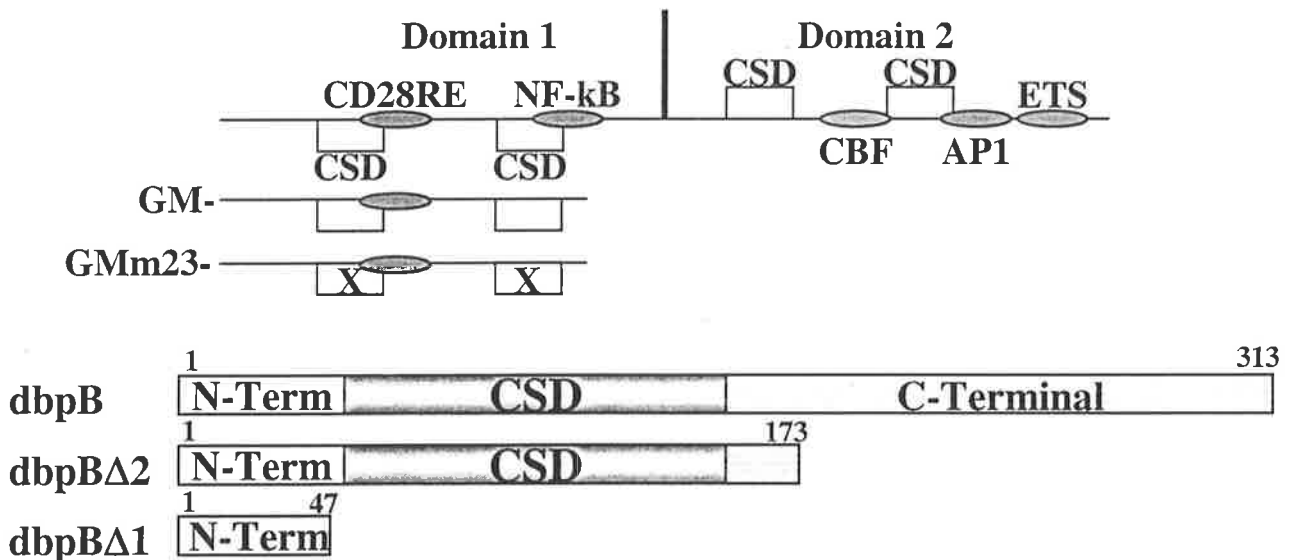 Domain 1 Domain 2
CSD CSD
CD28RE NF-kB ETS
CSD CSD CBF AP1
GM-
GMm23-
X X
1 313
dbpB N-Term CSD C-Terminal
1 173
dbpBΔ2 N-Term CSD
1 47
dbpBΔ1 N-Term